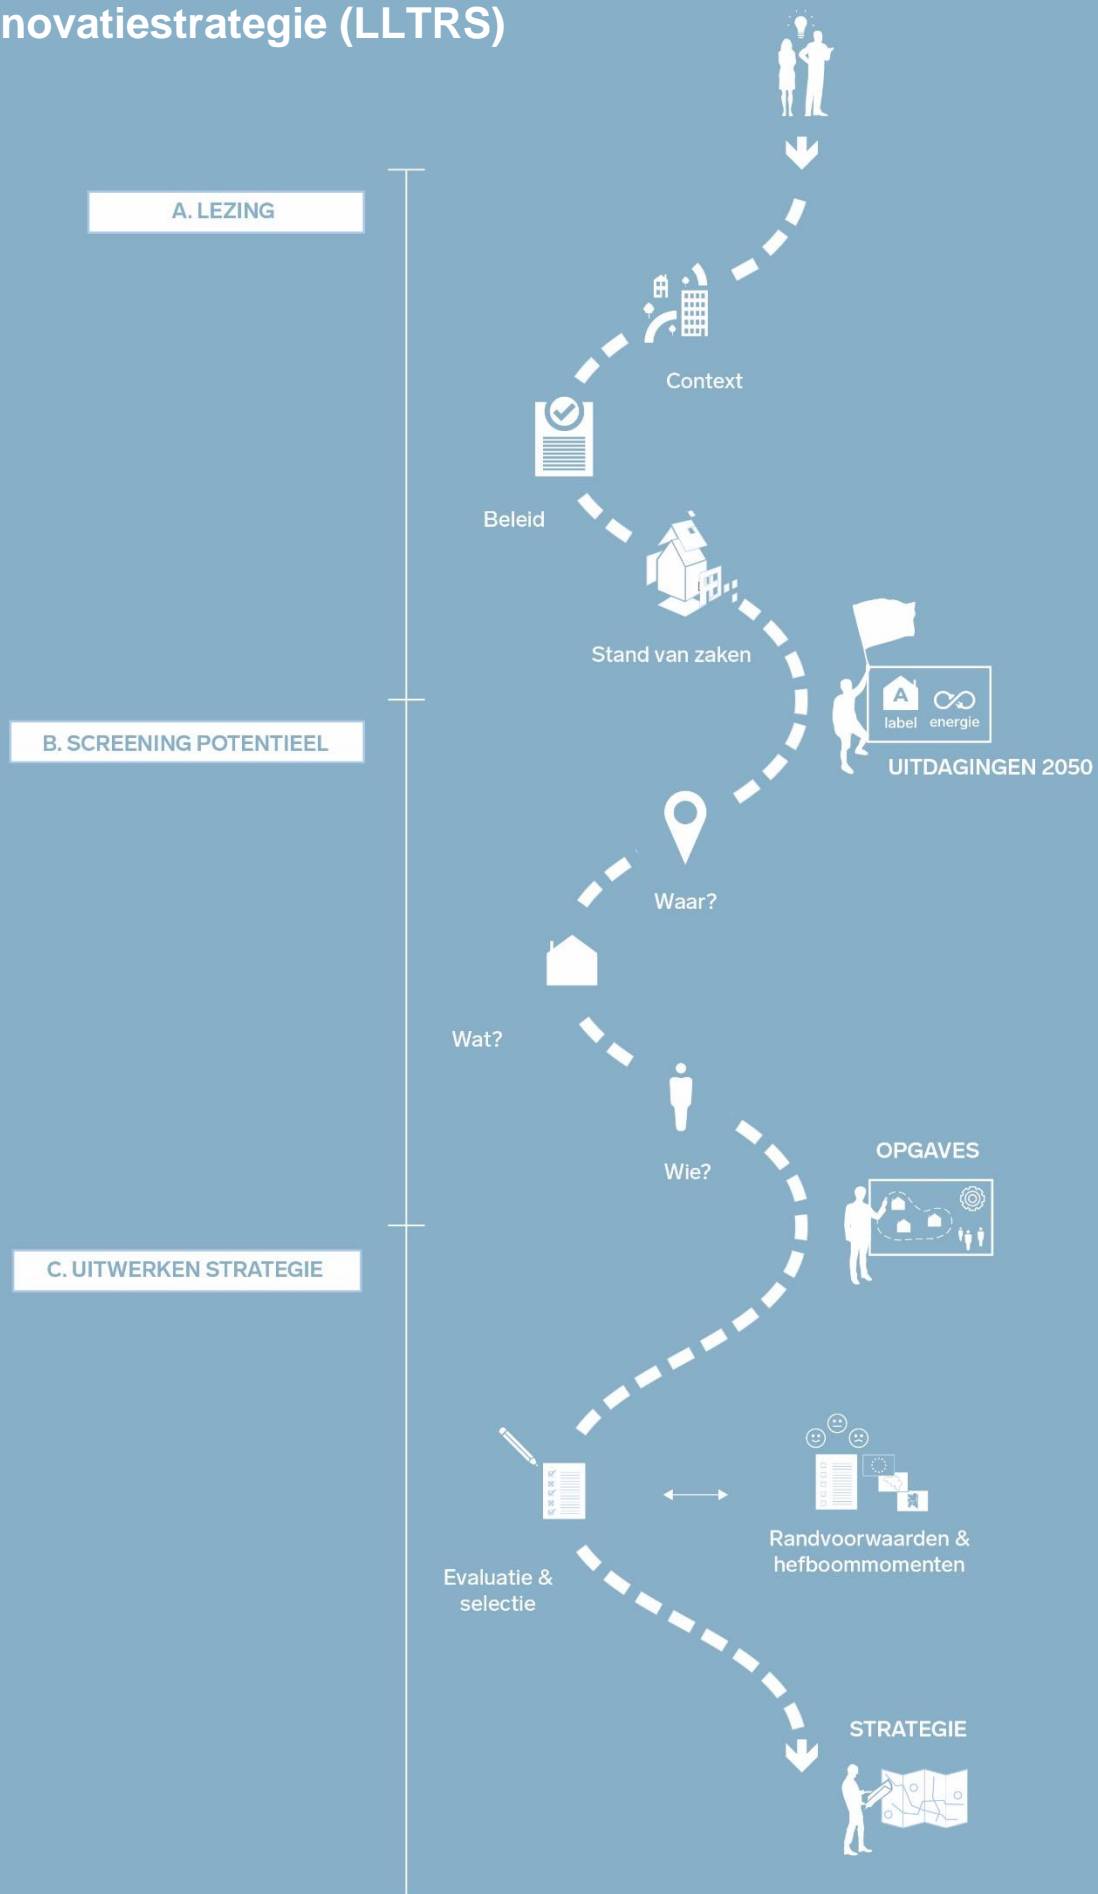 novatiestrategie (LLTRS)
A. LEZING
Context
Beleid
Stand van zaken
A
label energie
UITDAGINGEN 2050
B. SCREENING POTENTIEEL
Waar?
Wat?
Wie?
OPGAVES
C. UITWERKEN STRATEGIE
Randvoorwaarden &
hefboommomenten
Evaluatie &
selectie
STRATEGIE